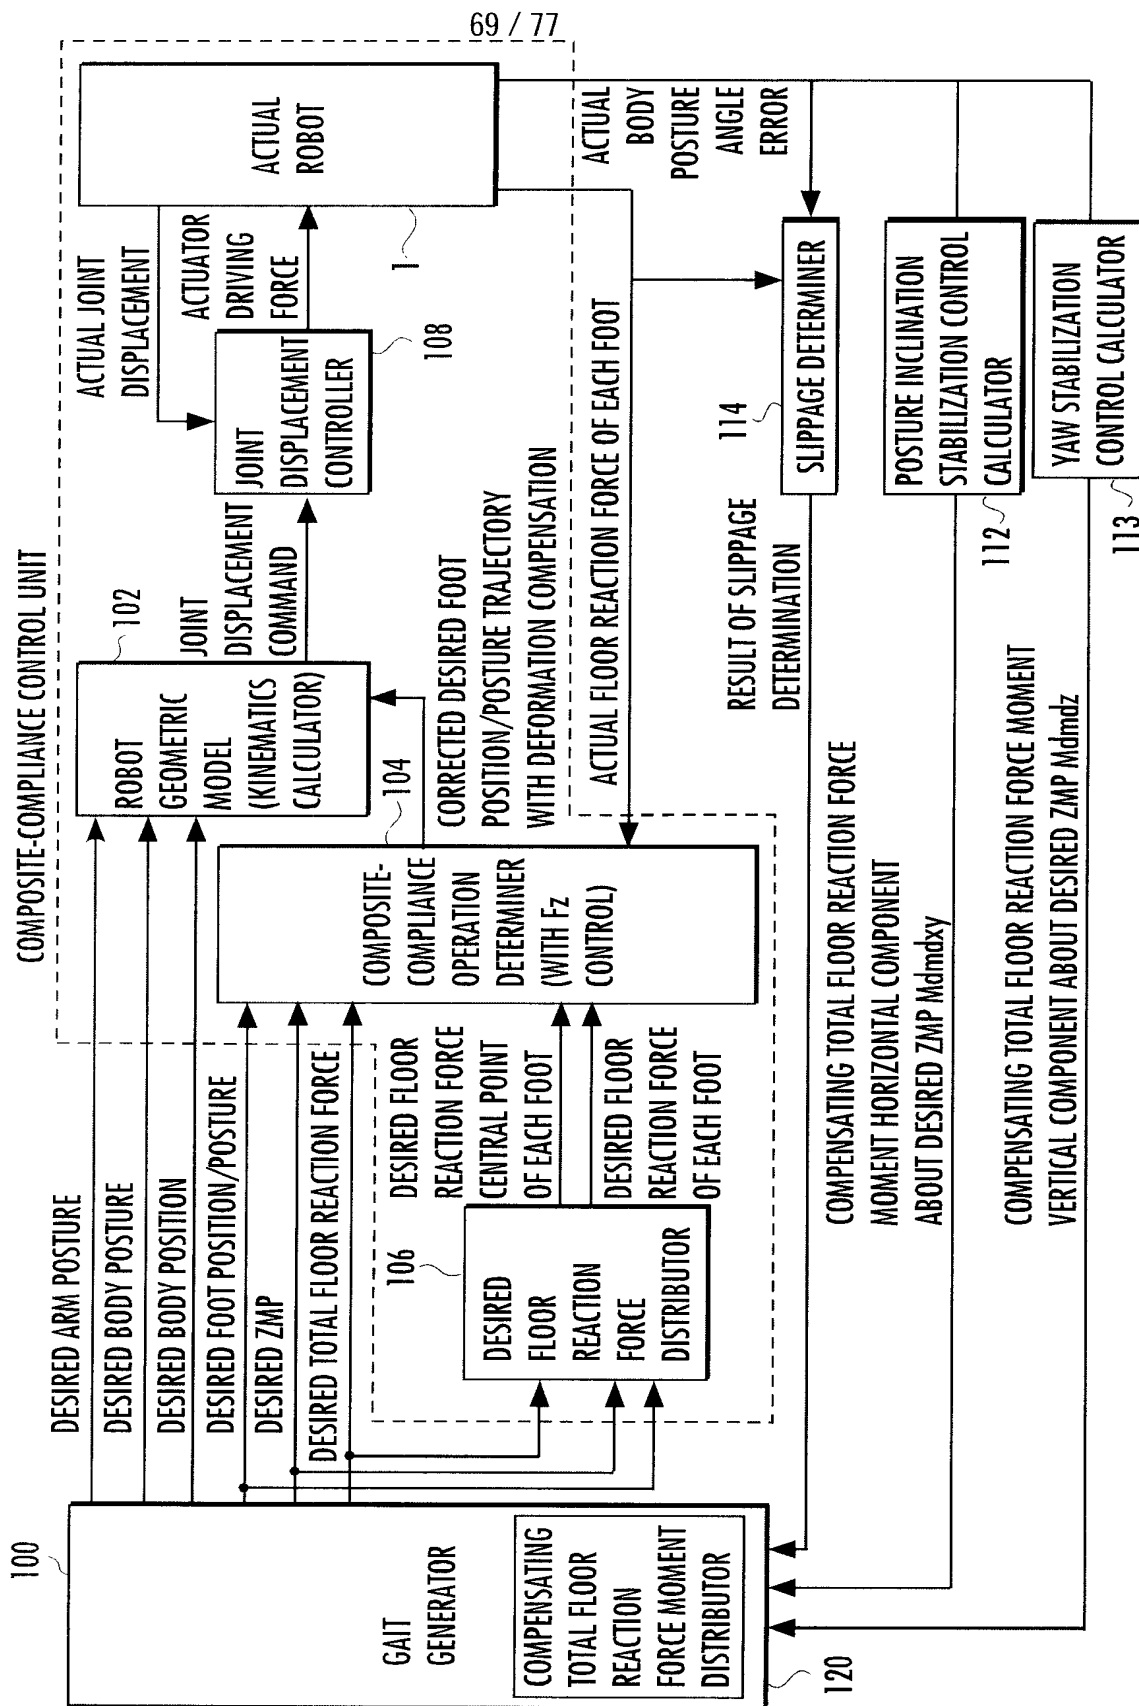 69 / 77
COMPOSITE-COMPLIANCE CONTROL UNIT
100
GAIT
GENERATOR
COMPENSATING
TOTAL FLOOR
REACTION
FORCE MOMENT
DISTRIBUTOR
120
DESIRED ARM POSTURE
DESIRED BODY POSTURE
DESIRED BODY POSITION
DESIRED FOOT POSITION/POSTURE
DESIRED ZMP
DESIRED TOTAL FLOOR REACTION FORCE
106
DESIRED
FLOOR
REACTION
FORCE
DISTRIBUTOR
DESIRED FLOOR
REACTION FORCE
CENTRAL POINT
OF EACH FOOT
DESIRED FLOOR
REACTION FORCE
OF EACH FOOT
102
ROBOT
GEOMETRIC
MODEL
(KINEMATICS
CALCULATOR)
104
COMPOSITE-
COMPLIANCE
OPERATION
DETERMINER
(WITH Fz
CONTROL)
JOINT
DISPLACEMENT
COMMAND
CORRECTED DESIRED FOOT
POSITION/POSTURE TRAJECTORY
WITH DEFORMATION COMPENSATION
JOINT
DISPLACEMENT
CONTROLLER
108
ACTUAL JOINT
DISPLACEMENT
ACTUATOR
DRIVING
FORCE
ACTUAL
ROBOT
1
ACTUAL FLOOR REACTION FORCE OF EACH FOOT
ACTUAL
BODY
POSTURE
ANGLE
ERROR
114
SLIPPAGE DETERMINER
RESULT OF SLIPPAGE
DETERMINATION
POSTURE INCLINATION
STABILIZATION CONTROL
CALCULATOR
112
COMPENSATING TOTAL FLOOR REACTION FORCE
MOMENT HORIZONTAL COMPONENT
ABOUT DESIRED ZMP Mdmdxy
YAW STABILIZATION
CONTROL CALCULATOR
113
COMPENSATING TOTAL FLOOR REACTION FORCE MOMENT
VERTICAL COMPONENT ABOUT DESIRED ZMP Mdmdz